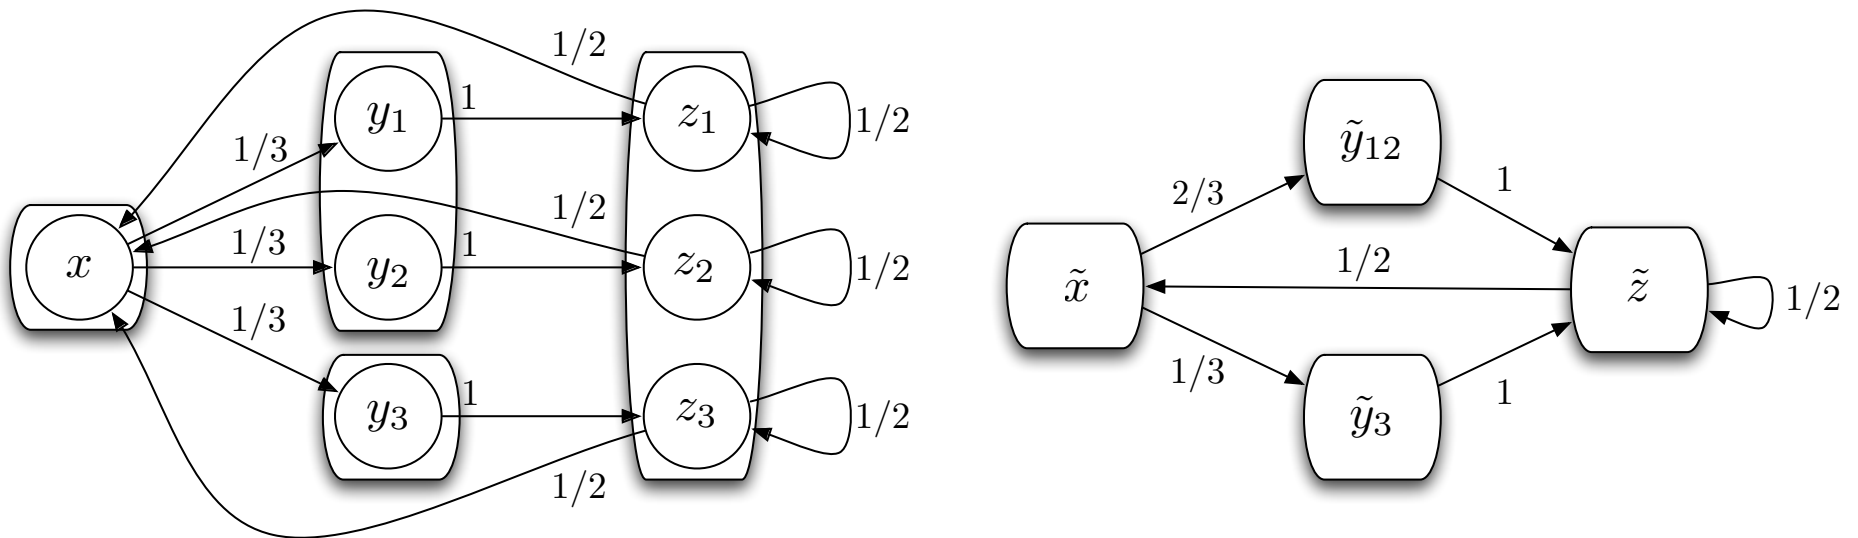 1/2
y₁
1
z₁
1/2
1/3
1/2
x
1/3
y₂
1
z₂
1/2
1/3
y₃
1
z₃
1/2
1/2
ỹ₁₂
2/3
1
x̃
1/2
z̃
1/2
1/3
ỹ₃
1